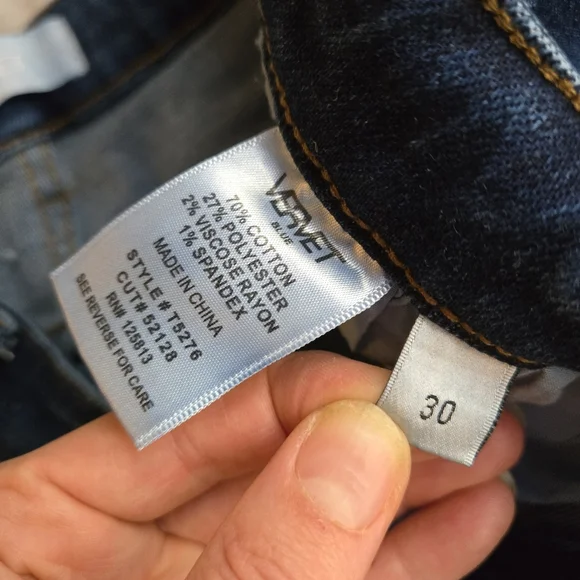 VERVET
BLUE
70% COTTON
27% POLYESTER
2% VISCOSE RAYON
1% SPANDEX
MADE IN CHINA
STYLE# T5276
CUT# 52128
RN# 125813
SEE REVERSE FOR CARE
30